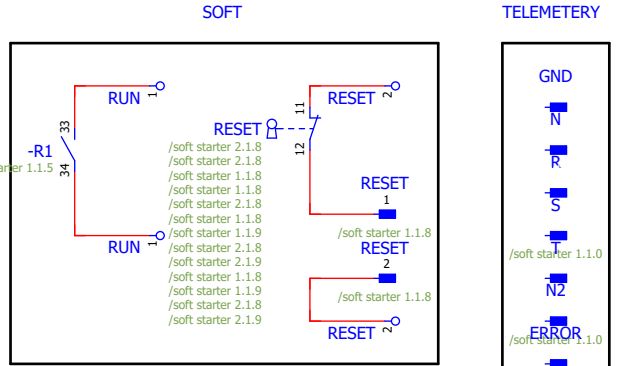 SOFT
TELEMETERY
GND
RUN
1
RESET
2
N
11
33
RESET
/soft starter 2.1.8
/soft starter 2.1.8
/soft starter 1.1.8
/soft starter 1.1.8
/soft starter 1.1.8
/soft starter 1.1.8
/soft starter 1.1.9
/soft starter 2.1.8
/soft starter 2.1.9
/soft starter 1.1.8
/soft starter 1.1.9
/soft starter 2.1.8
/soft starter 2.1.9
12
-R1
34
arter 1.1.5
R
RESET
1
S
/soft starter 1.1.8
RUN
1
RESET
2
T
/soft starter 1.1.0
/soft starter 1.1.8
N2
RESET
2
ERROR
/soft starter 1.1.0